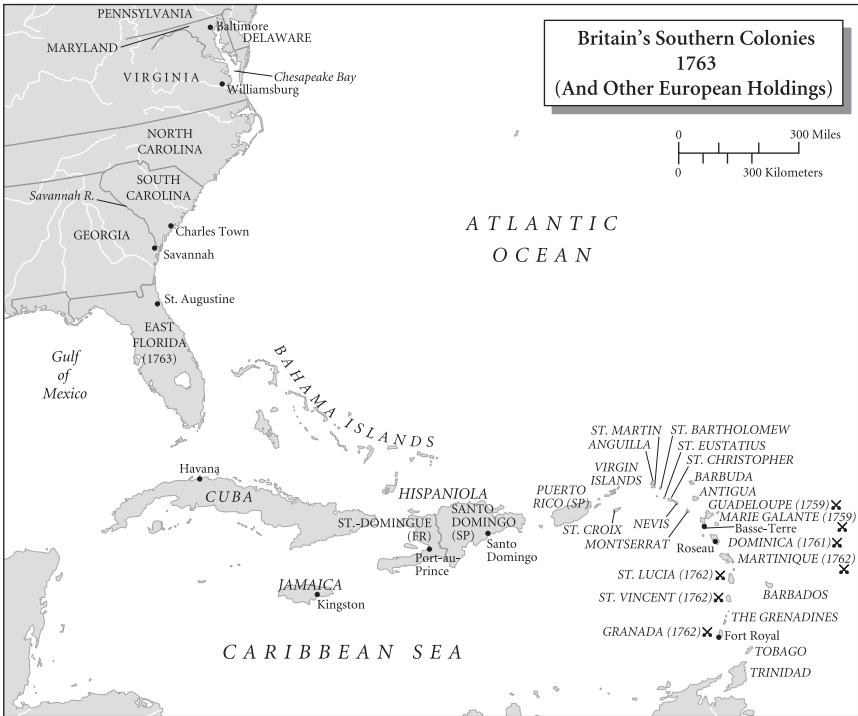 PENNSYLVANIA
Baltimore
MARYLAND
DELAWARE
VIRGINIA
Chesapeake Bay
Williamsburg
Britain's Southern Colonies
1763
(And Other European Holdings)
0 300 Miles
0 300 Kilometers
NORTH
CAROLINA
SOUTH
CAROLINA
Savannah R.
GEORGIA
Charles Town
Savannah
ATLANTIC
OCEAN
St. Augustine
EAST
FLORIDA
(1763)
Gulf
of
Mexico
BAHAMA ISLANDS
Havana
CUBA
HISPANIOLA
ST.-DOMINGUE
(FR)
SANTO
DOMINGO
(SP)
Santo
Domingo
Port-au-
Prince
JAMAICA
Kingston
PUERTO
RICO (SP)
VIRGIN
ISLANDS
ST. MARTIN
ANGUILLA
ST. BARTHOLOMEW
ST. EUSTATIUS
ST. CHRISTOPHER
BARBUDA
ANTIGUA
GUADELOUPE (1759)
MARIE GALANTE (1759)
Basse-Terre
ST. CROIX
NEVIS
MONTSERRAT
Roseau
DOMINICA (1761)
MARTINIQUE (1762)
ST. LUCIA (1762)
ST. VINCENT (1762)
BARBADOS
THE GRENADINES
GRANADA (1762)
Fort Royal
TOBAGO
TRINIDAD
CARIBBEAN SEA